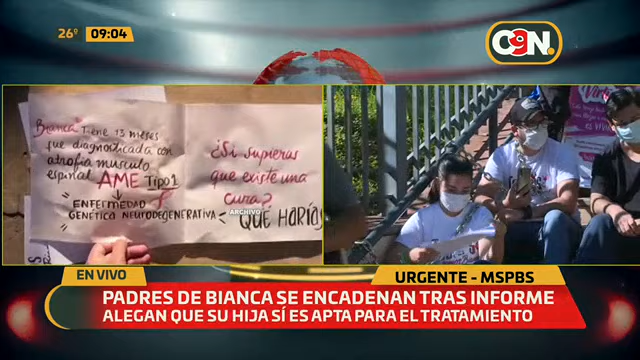 26° 09:04
C9N.
Bianca Tiene 13 meses
fue diagnosticada con
atrofia músculo
espinal AME Tipo 1
ENFERMEDAD
GENÉTICA NEURODEGENERATIVA
¿Si supieras
que existe una
cura?
ARCHIVO
QUÉ HARÍAS
EN VIVO
URGENTE - MSPBS
PADRES DE BIANCA SE ENCADENAN TRAS INFORME
ALEGAN QUE SU HIJA SÍ ES APTA PARA EL TRATAMIENTO